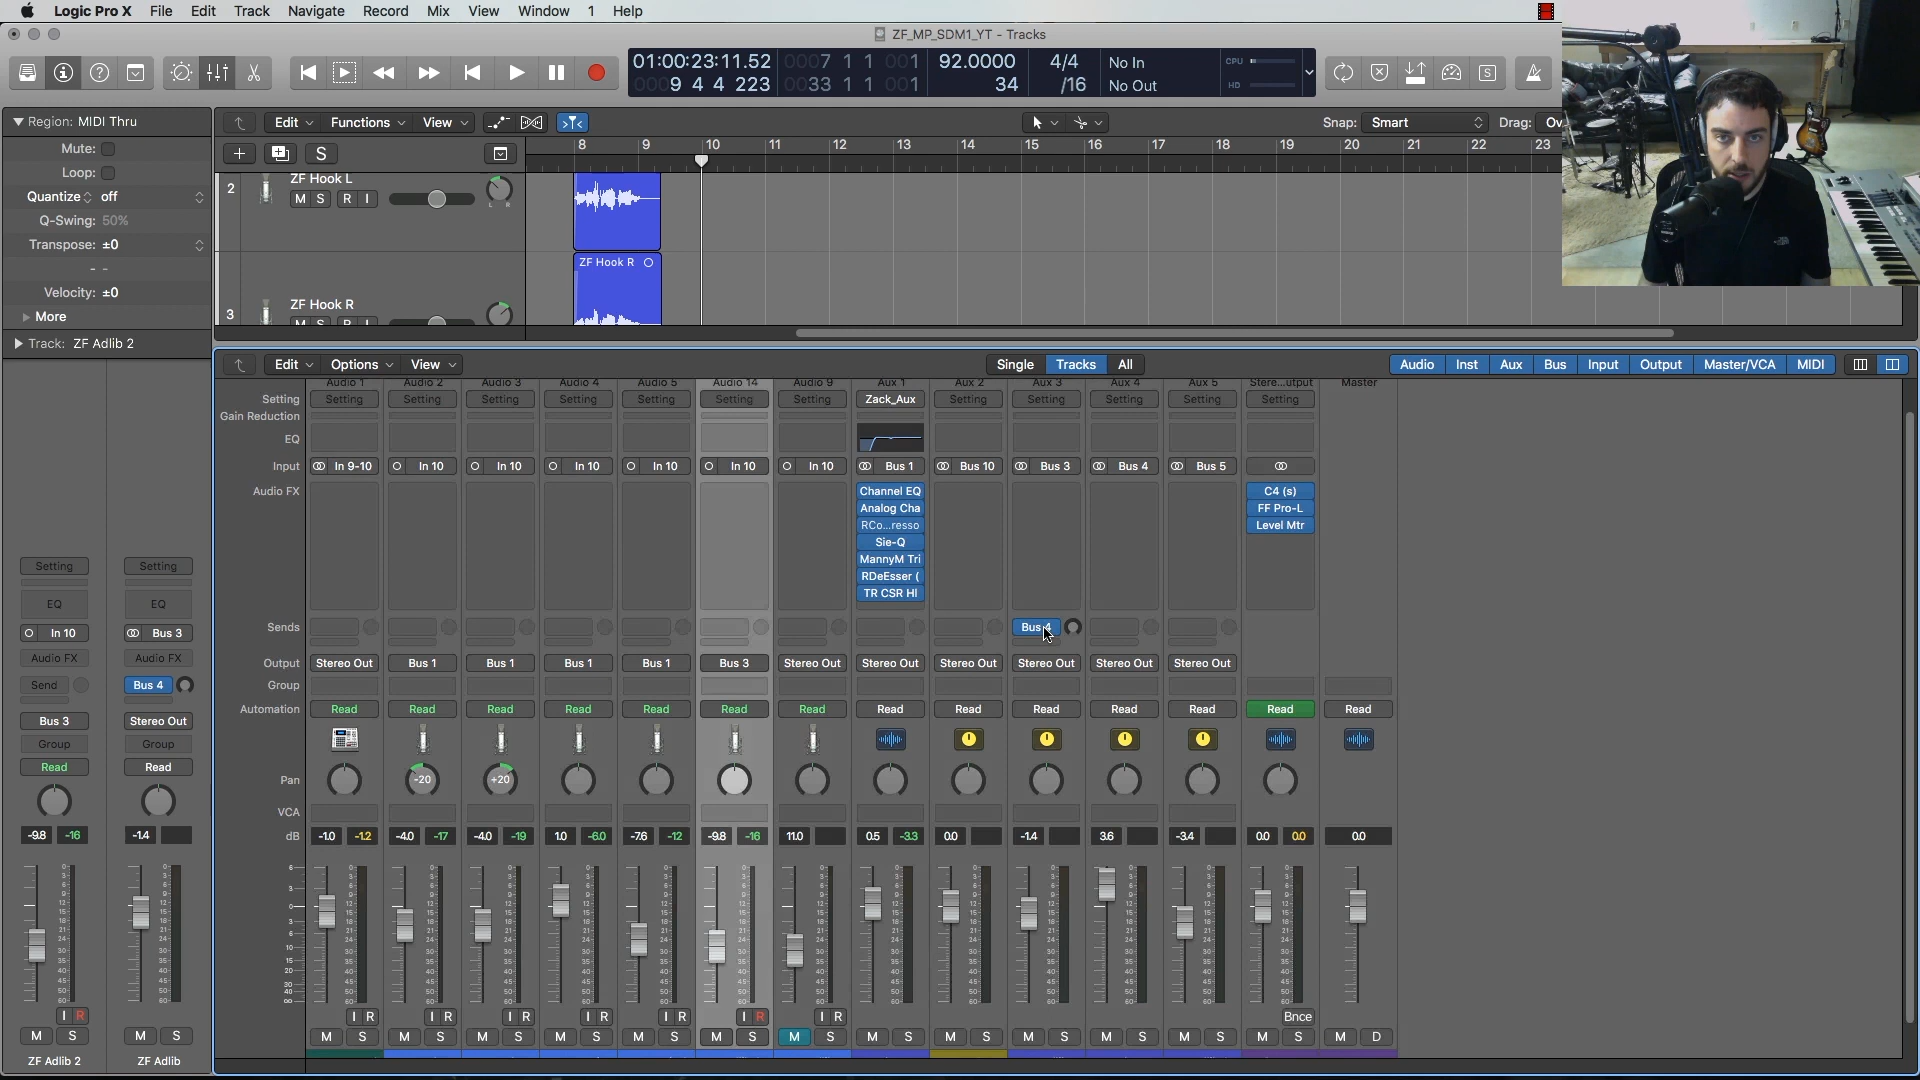 Logic Pro X File Edit Track Navigate Record Mix View Window 1 Help
ZF_MP_SDM1_YT - Tracks
01:00:23:11.52 0007 1 1 001 92.0000 4/4 No In CPU
0009 4 4 223 0033 1 1 001 34 /16 No Out HD
Region: MIDI Thru
Mute:
Loop:
Quantize off
Q-Swing: 50%
Transpose: ±0
- -
Velocity: ±0
More
Track: ZF Adlib 2
Edit Functions View Snap: Smart Drag: Ov
S
8 9 10 11 12 13 14 15 16 17 18 19 20 21 22 23
2 ZF Hook L
M S R I L R
ZF Hook R
3 ZF Hook R
M S R I
Edit Options View Single Tracks All Audio Inst Aux Bus Input Output Master/VCA MIDI
Audio 1 Audio 2 Audio 3 Audio 4 Audio 5 Audio 14 Audio 9 Aux 1 Aux 2 Aux 3 Aux 4 Aux 5 Stere...utput Master
Setting Setting Setting Setting Setting Setting Setting Setting Zack_Aux Setting Setting Setting Setting Setting
Gain Reduction
EQ
Input In 9-10 In 10 In 10 In 10 In 10 In 10 In 10 Bus 1 Bus 10 Bus 3 Bus 4 Bus 5
Audio FX Channel EQ C4 (s)
Analog Cha FF Pro-L
RCo...resso Level Mtr
Sie-Q
MannyM Tri
RDeEsser (
TR CSR Hl
Sends Bus 4
Output Stereo Out Bus 1 Bus 1 Bus 1 Bus 1 Bus 3 Stereo Out Stereo Out Stereo Out Stereo Out Stereo Out Stereo Out
Group
Automation Read Read Read Read Read Read Read Read Read Read Read Read Read Read
Pan -20 +20
VCA
dB -1.0 -1.2 -4.0 -17 -4.0 -19 1.0 -6.0 -7.6 -12 -9.8 -16 11.0 0.5 -3.3 0.0 -1.4 3.6 -3.4 0.0 0.0 0.0
I R I R I R I R I R I R I R Bnce
M S M S M S M S M S M S M S M S M S M S M S M S M S M D
Setting Setting
EQ EQ
In 10 Bus 3
Audio FX Audio FX
Send Bus 4
Bus 3 Stereo Out
Group Group
Read Read
-9.8 -16 -1.4
I R
M S M S
ZF Adlib 2 ZF Adlib